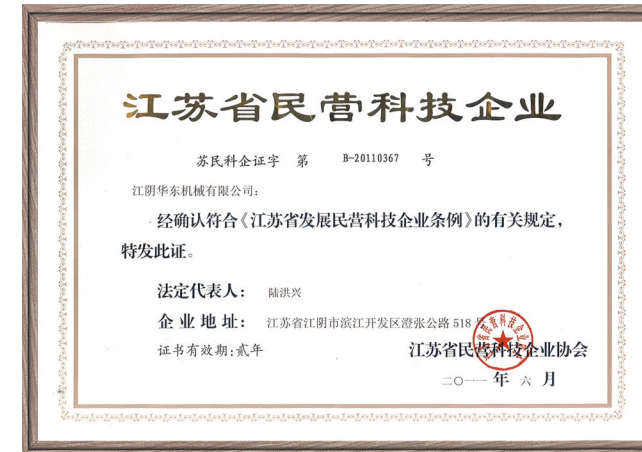 江苏省民营科技企业
苏民科企证字 第 B-20110367 号
江阴华东机械有限公司:
经确认符合《江苏省发展民营科技企业条例》的有关规定，
特发此证。
法定代表人: 陆洪兴
企业地址: 江苏省江阴市滨江开发区澄张公路 518 号
证书有效期:贰年
江苏省民营科技企业协会
二〇一一 年 六 月